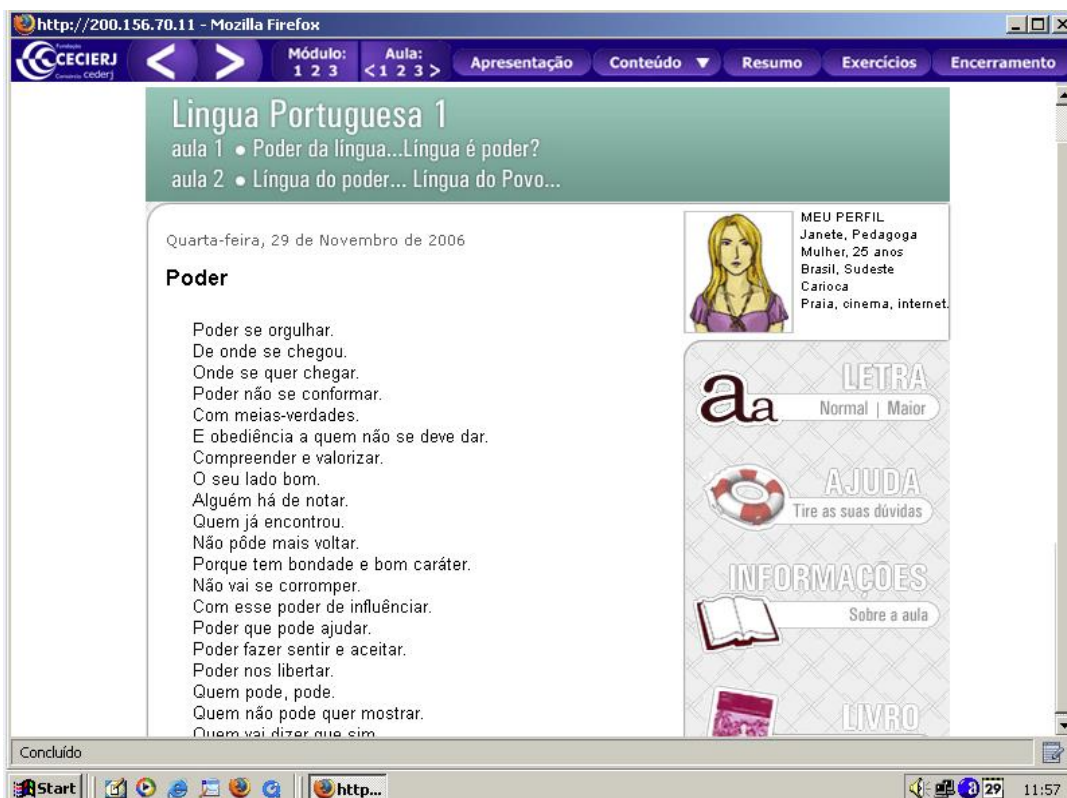 http://200.156.70.11 - Mozilla Firefox
Fundação
CECIERJ
Consórcio cederj
< >
Módulo:
1 2 3
Aula:
< 1 2 3 >
Apresentação
Conteúdo ▼
Resumo
Exercícios
Encerramento
Lingua Portuguesa 1
aula 1 • Poder da língua...Língua é poder?
aula 2 • Língua do poder... Língua do Povo...
Quarta-feira, 29 de Novembro de 2006
Poder
Poder se orgulhar.
De onde se chegou.
Onde se quer chegar.
Poder não se conformar.
Com meias-verdades.
E obediência a quem não se deve dar.
Compreender e valorizar.
O seu lado bom.
Alguém há de notar.
Quem já encontrou.
Não pôde mais voltar.
Porque tem bondade e bom caráter.
Não vai se corromper.
Com esse poder de influênciar.
Poder que pode ajudar.
Poder fazer sentir e aceitar.
Poder nos libertar.
Quem pode, pode.
Quem não pode quer mostrar.
Quem vai dizer que sim
MEU PERFIL
Janete, Pedagoga
Mulher, 25 anos
Brasil, Sudeste
Carioca
Praia, cinema, internet.
aa
LETRA
Normal | Maior
AJUDA
Tire as suas dúvidas
INFORMAÇÕES
Sobre a aula
LIVRO
Concluído
Start
http...
29
11:57